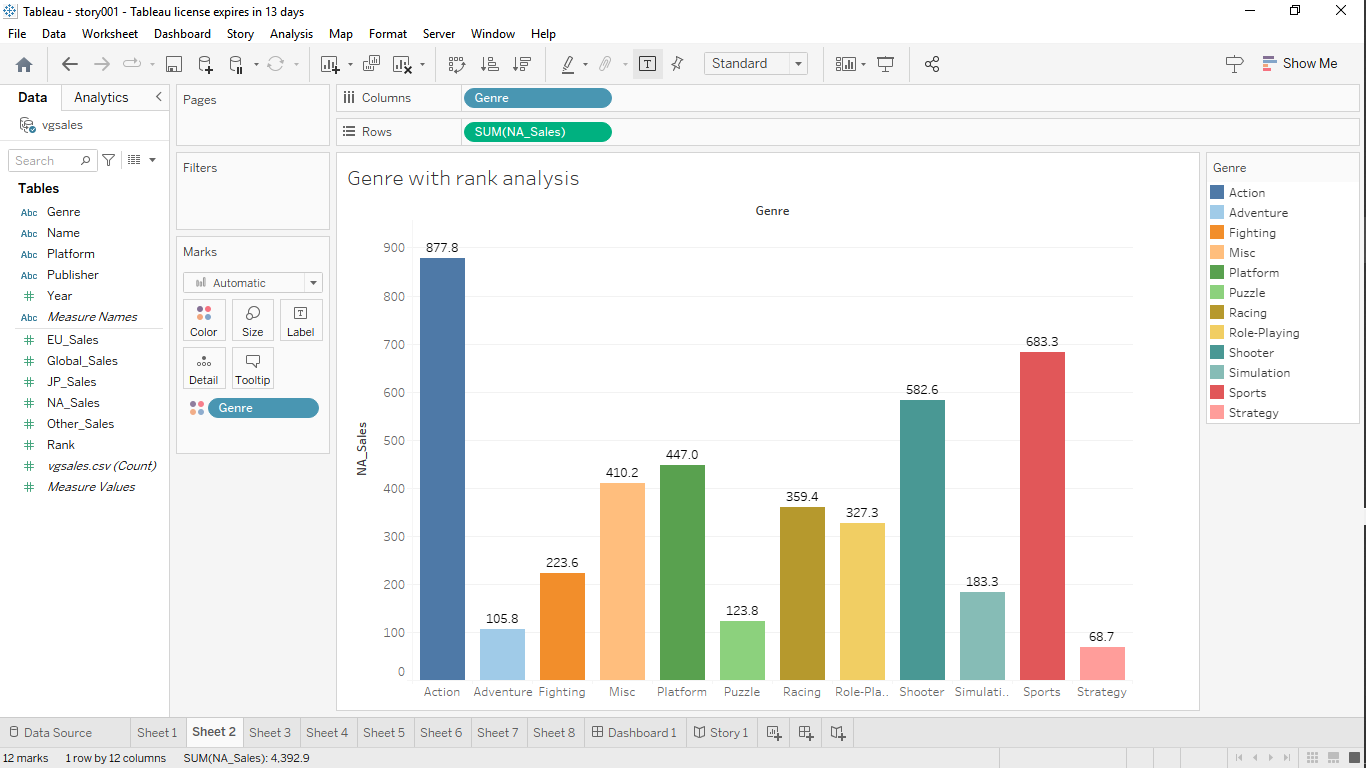 Tableau - story001 - Tableau license expires in 13 days
File Data Worksheet Dashboard Story Analysis Map Format Server Window Help
Standard
Show Me
Data Analytics
vgsales
Search
Tables
Abc Genre
Abc Name
Abc Platform
Abc Publisher
# Year
Abc Measure Names
# EU_Sales
# Global_Sales
# JP_Sales
# NA_Sales
# Other_Sales
# Rank
# vgsales.csv (Count)
# Measure Values
Pages
Filters
Marks
Automatic
Color Size Label
Detail Tooltip
Genre
Columns Genre
Rows SUM(NA_Sales)
Genre with rank analysis
Genre
NA_Sales
900
800
700
600
500
400
300
200
100
0
877.8
105.8
223.6
410.2
447.0
123.8
359.4
327.3
582.6
183.3
683.3
68.7
Action Adventure Fighting Misc Platform Puzzle Racing Role-Pla.. Shooter Simulati.. Sports Strategy
Genre
Action
Adventure
Fighting
Misc
Platform
Puzzle
Racing
Role-Playing
Shooter
Simulation
Sports
Strategy
Data Source Sheet 1 Sheet 2 Sheet 3 Sheet 4 Sheet 5 Sheet 6 Sheet 7 Sheet 8 Dashboard 1 Story 1
12 marks 1 row by 12 columns SUM(NA_Sales): 4,392.9